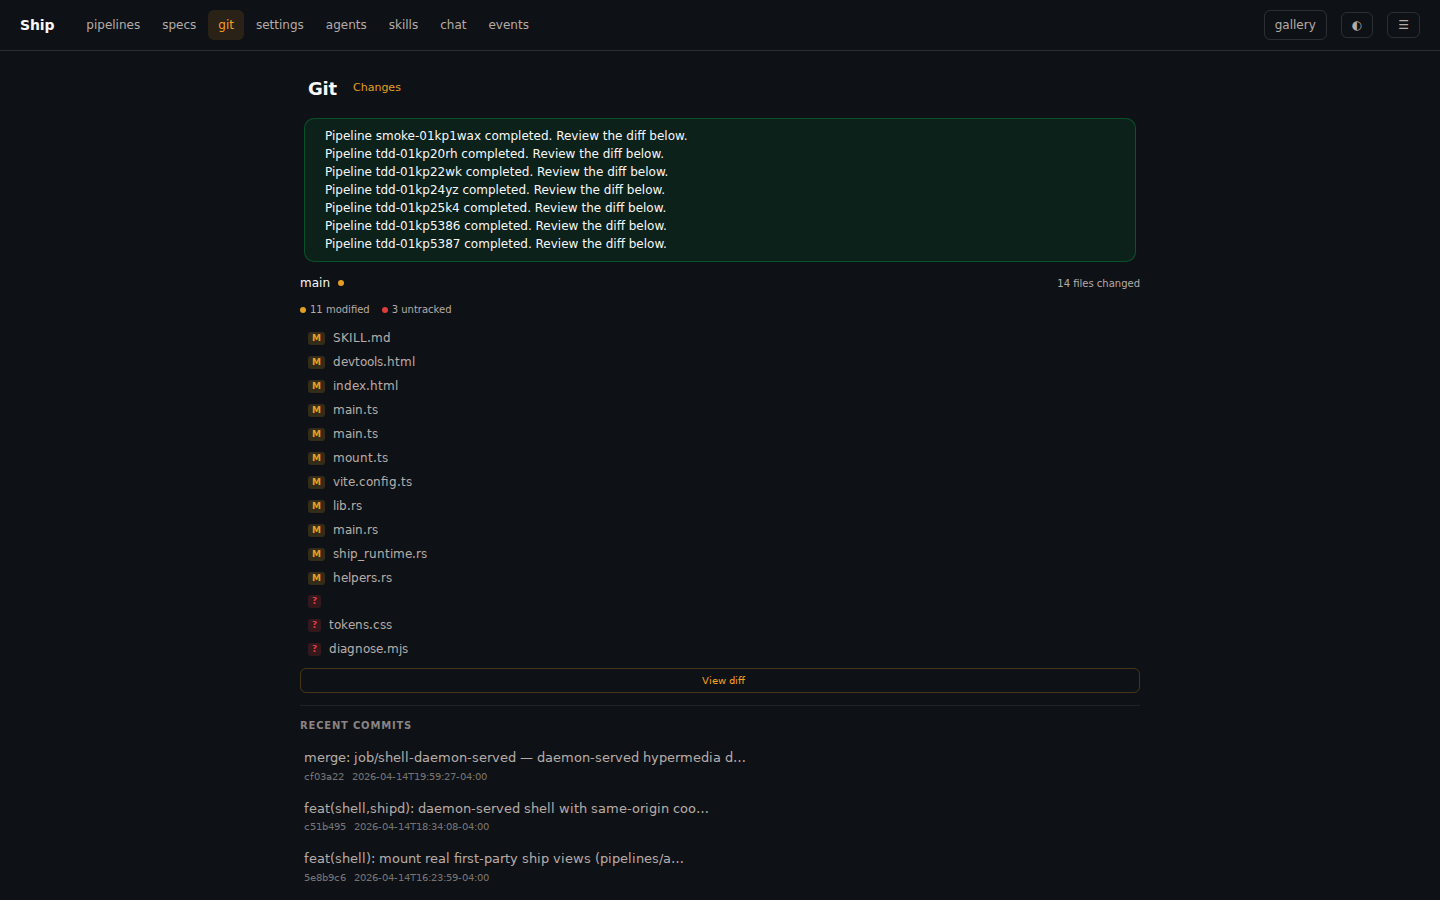 Ship pipelines specs git settings agents skills chat events gallery ◐ ☰
Git Changes
Pipeline smoke-01kp1wax completed. Review the diff below.
Pipeline tdd-01kp20rh completed. Review the diff below.
Pipeline tdd-01kp22wk completed. Review the diff below.
Pipeline tdd-01kp24yz completed. Review the diff below.
Pipeline tdd-01kp25k4 completed. Review the diff below.
Pipeline tdd-01kp5386 completed. Review the diff below.
Pipeline tdd-01kp5387 completed. Review the diff below.
main 14 files changed
11 modified 3 untracked
M SKILL.md
M devtools.html
M index.html
M main.ts
M main.ts
M mount.ts
M vite.config.ts
M lib.rs
M main.rs
M ship_runtime.rs
M helpers.rs
?
? tokens.css
? diagnose.mjs
View diff
RECENT COMMITS
merge: job/shell-daemon-served — daemon-served hypermedia d...
cf03a22 2026-04-14T19:59:27-04:00
feat(shell,shipd): daemon-served shell with same-origin coo...
c51b495 2026-04-14T18:34:08-04:00
feat(shell): mount real first-party ship views (pipelines/a...
5e8b9c6 2026-04-14T16:23:59-04:00